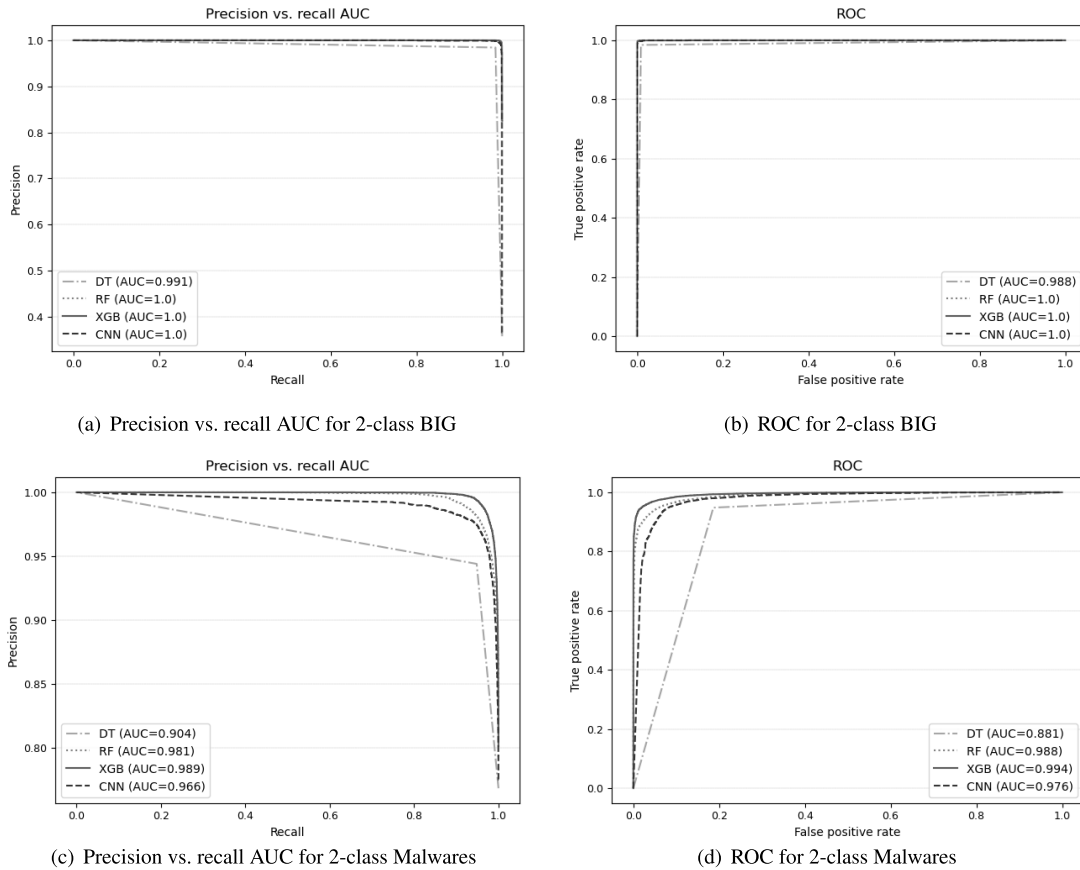 Precision vs. recall AUC
1.0
0.9
0.8
0.7
0.6
0.5
0.4
Precision
DT (AUC=0.991)
RF (AUC=1.0)
XGB (AUC=1.0)
CNN (AUC=1.0)
0.0 0.2 0.4 0.6 0.8 1.0
Recall
(a) Precision vs. recall AUC for 2-class BIG
ROC
1.0
0.8
0.6
0.4
0.2
0.0
True positive rate
DT (AUC=0.988)
RF (AUC=1.0)
XGB (AUC=1.0)
CNN (AUC=1.0)
0.0 0.2 0.4 0.6 0.8 1.0
False positive rate
(b) ROC for 2-class BIG
Precision vs. recall AUC
1.00
0.95
0.90
0.85
0.80
Precision
DT (AUC=0.904)
RF (AUC=0.981)
XGB (AUC=0.989)
CNN (AUC=0.966)
0.0 0.2 0.4 0.6 0.8 1.0
Recall
(c) Precision vs. recall AUC for 2-class Malwares
ROC
1.0
0.8
0.6
0.4
0.2
0.0
True positive rate
DT (AUC=0.881)
RF (AUC=0.988)
XGB (AUC=0.994)
CNN (AUC=0.976)
0.0 0.2 0.4 0.6 0.8 1.0
False positive rate
(d) ROC for 2-class Malwares